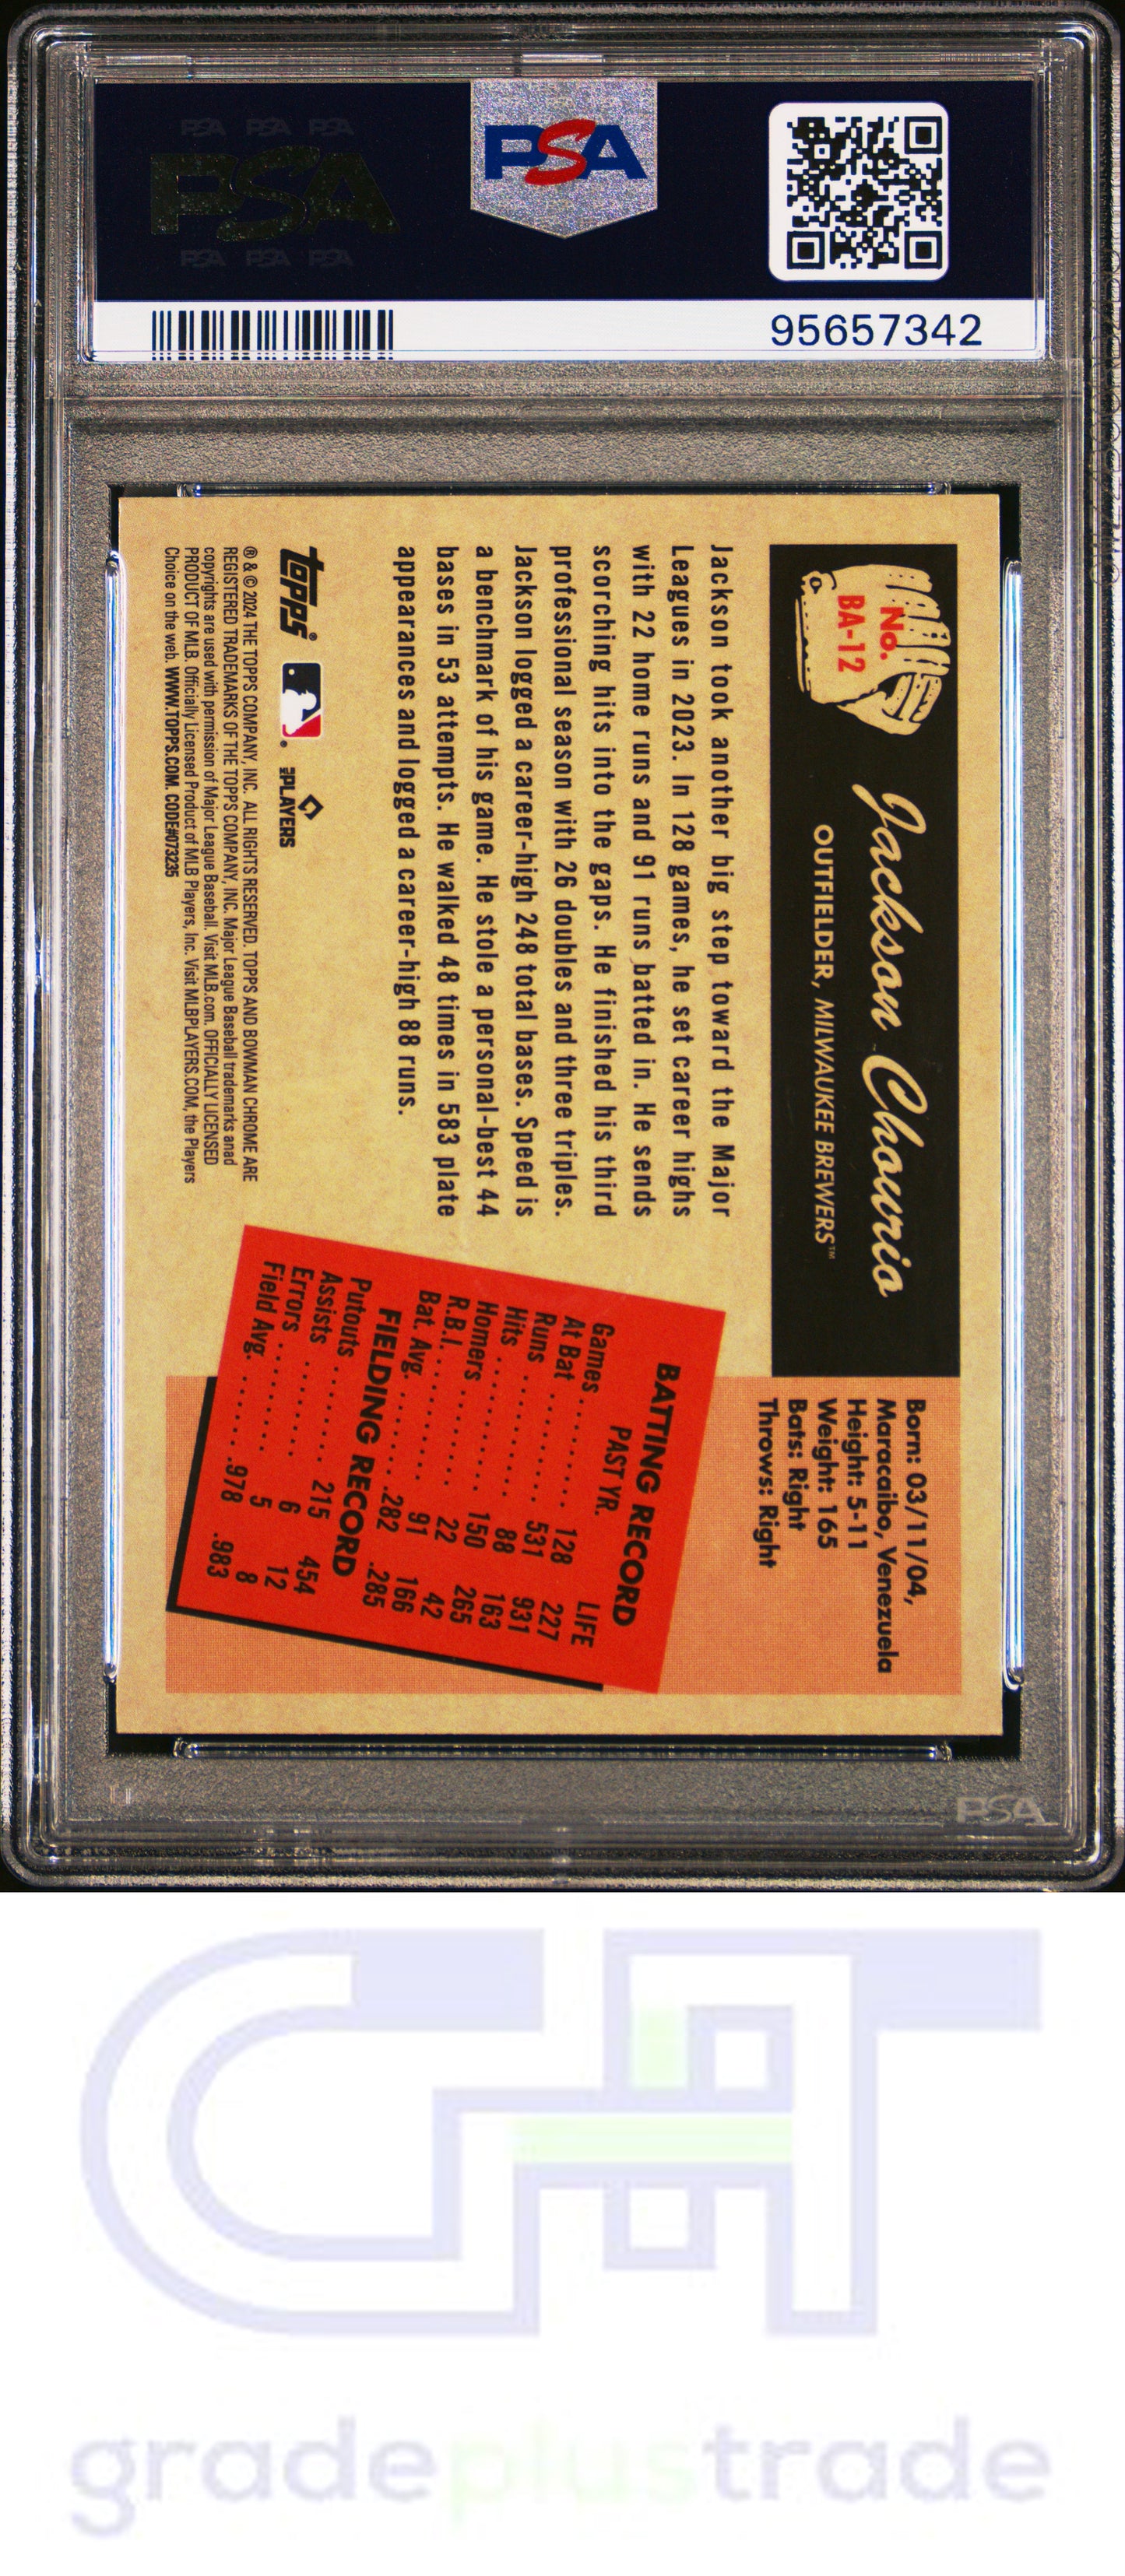 PSA PSA PSA
PSA
PSA PSA PSA
PSA
95657342
No.
BA-12
Jackson Chourio
OUTFIELDER, MILWAUKEE BREWERS™
Born: 03/11/04,
Maracaibo, Venezuela
Height: 5-11
Weight: 165
Bats: Right
Throws: Right
Jackson took another big step toward the Major
Leagues in 2023. In 128 games, he set career highs
with 22 home runs and 91 runs batted in. He sends
scorching hits into the gaps. He finished his third
professional season with 26 doubles and three triples.
Jackson logged a career-high 248 total bases. Speed is
a benchmark of his game. He stole a personal-best 44
bases in 53 attempts. He walked 48 times in 583 plate
appearances and logged a career-high 88 runs.
BATTING RECORD
PAST YR. LIFE
Games . . . . . . . . . 128 227
At Bat . . . . . . . . . . 531 931
Runs . . . . . . . . . . . 88 163
Hits . . . . . . . . . . . . 150 265
Homers . . . . . . . . . 22 42
R.B.I. . . . . . . . . . . . 91 166
Bat. Avg. . . . . . . . . .282 .285
FIELDING RECORD
Putouts . . . . . . . . . 215 454
Assists . . . . . . . . . . 6 12
Errors . . . . . . . . . . 5 8
Field Avg. . . . . . . . .978 .983
topps® ® PLAYERS
® & © 2024 THE TOPPS COMPANY, INC. ALL RIGHTS RESERVED. TOPPS AND BOWMAN CHROME ARE
REGISTERED TRADEMARKS OF THE TOPPS COMPANY, INC. Major League Baseball trademarks anad
copyrights are used with permission of Major League Baseball. Visit MLB.com. OFFICIALLY LICENSED
PRODUCT OF MLB. Officially Licensed Product of MLB Players, Inc. Visit MLBPLAYERS.COM, the Players
Choice on the web. WWW.TOPPS.COM. CODE#073235
PSA
gradeplustrade